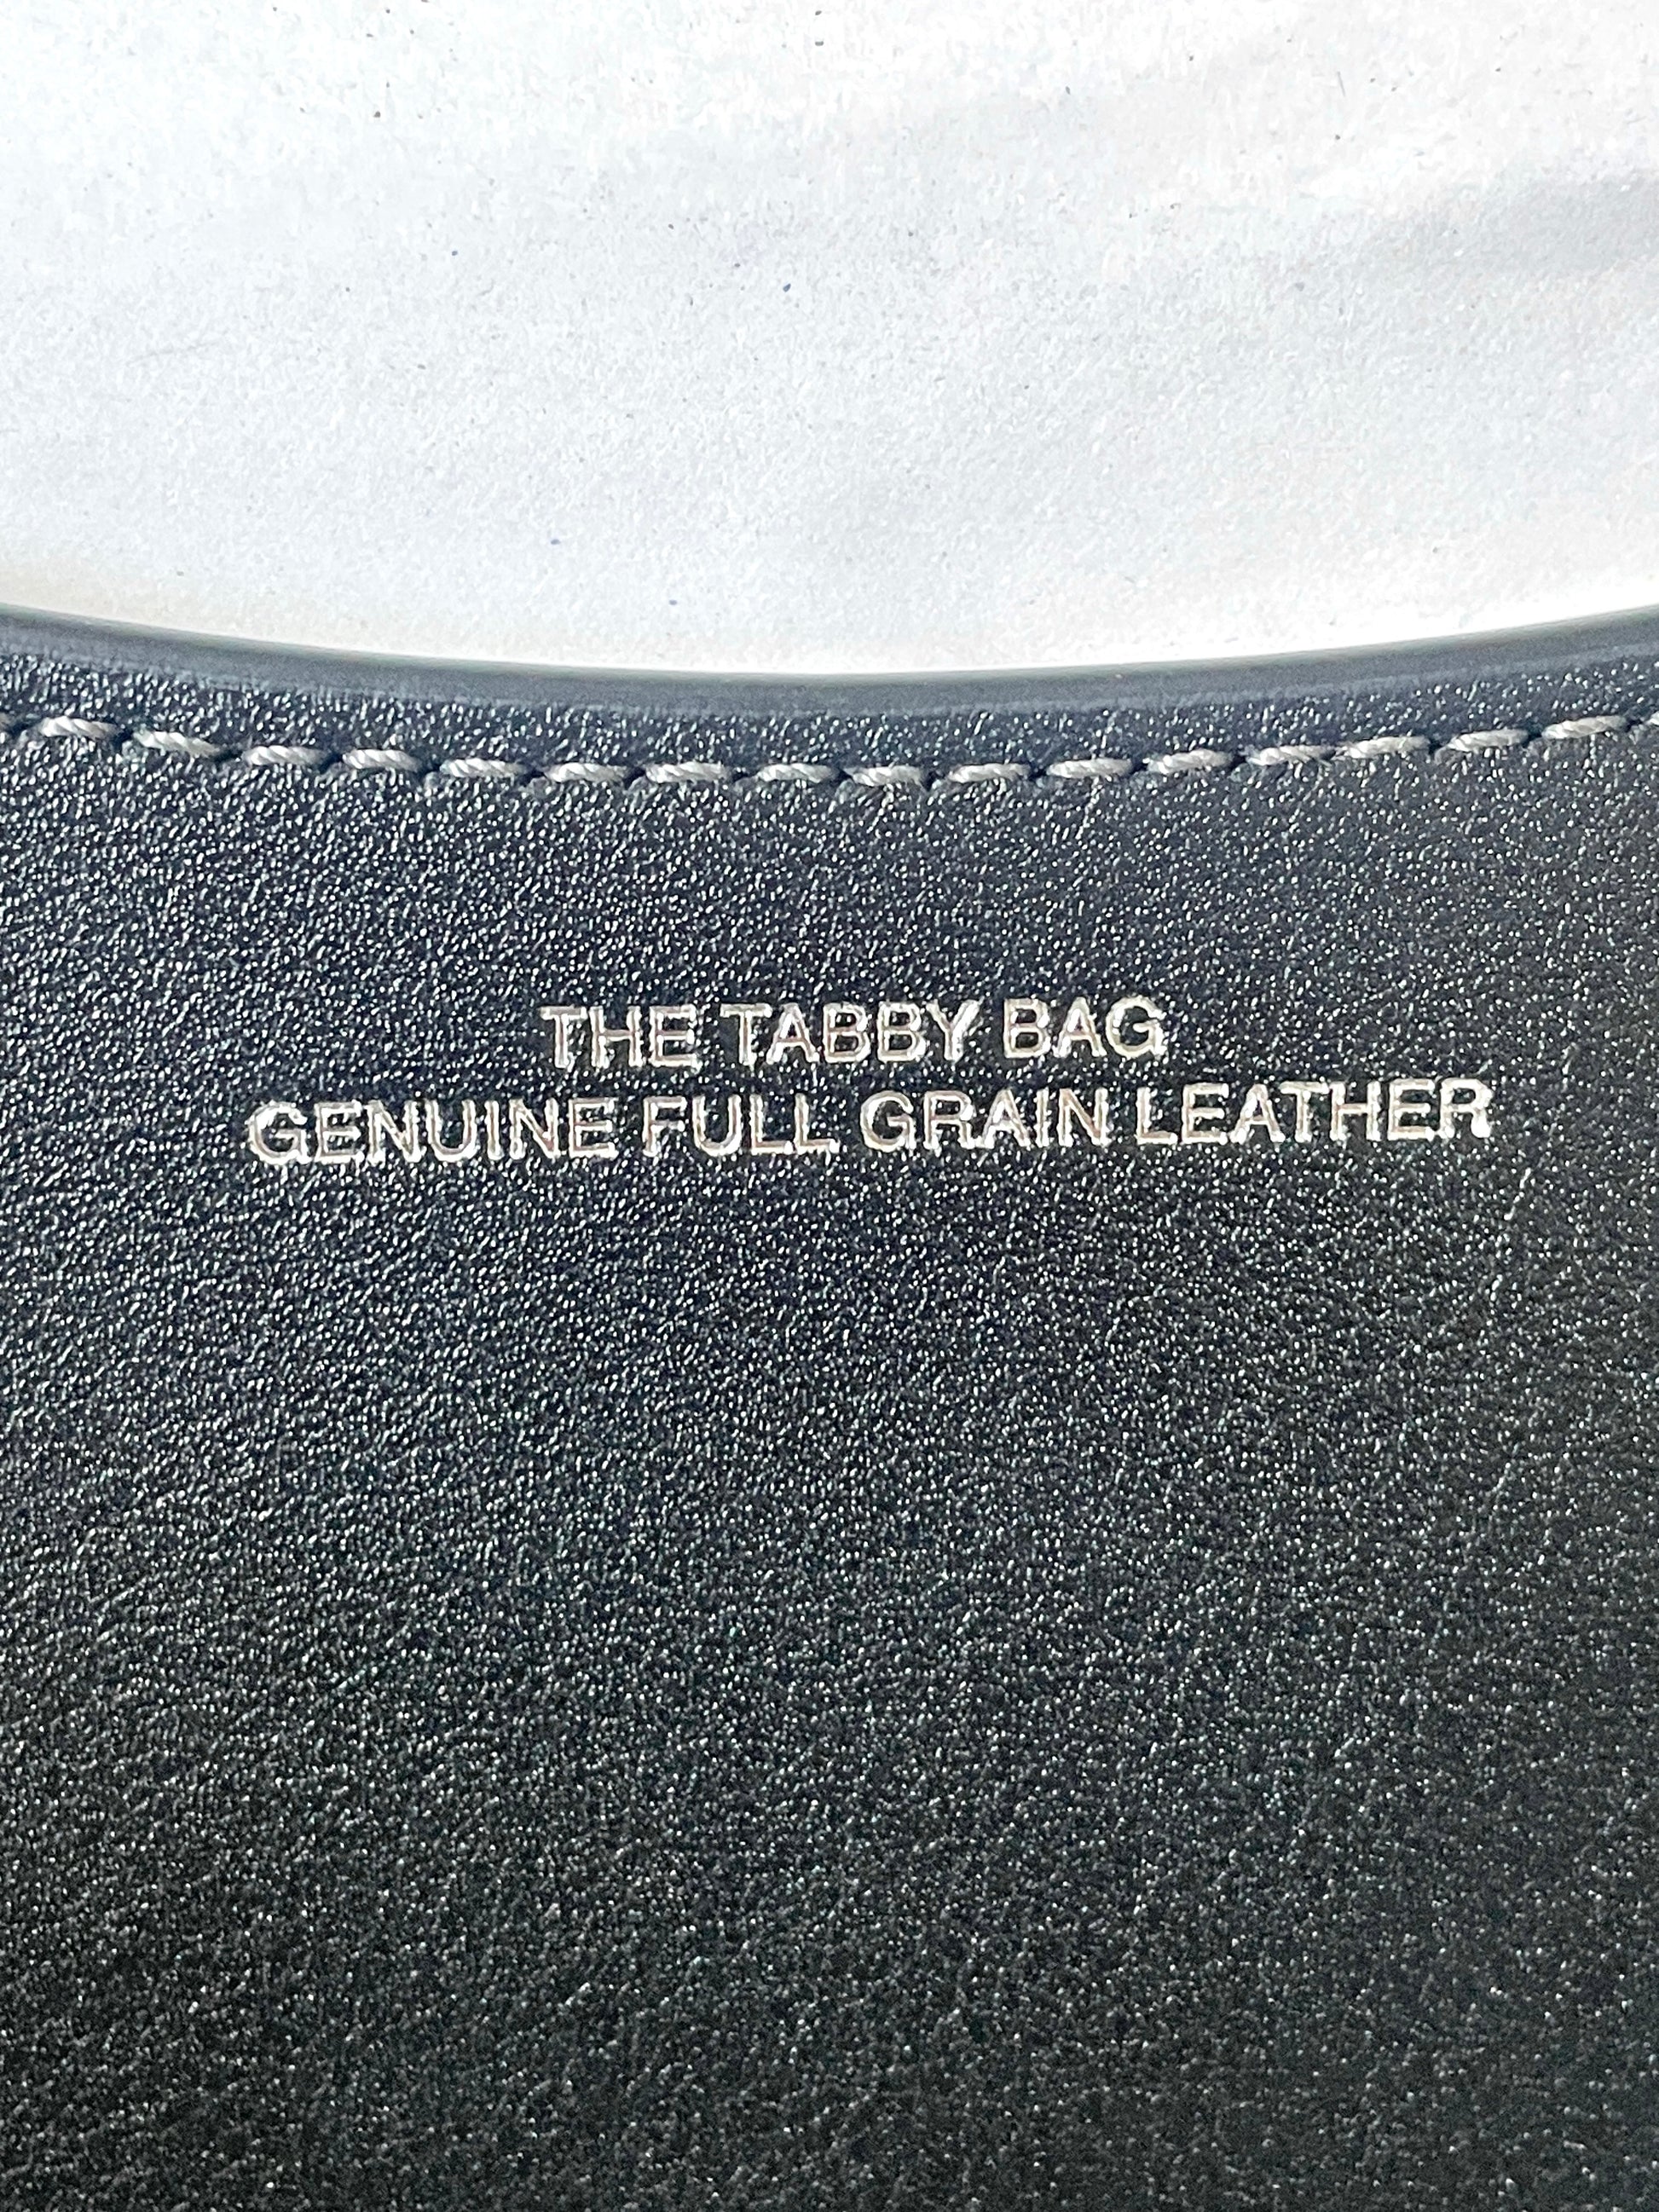 THE TABBY BAG
GENUINE FULL GRAIN LEATHER